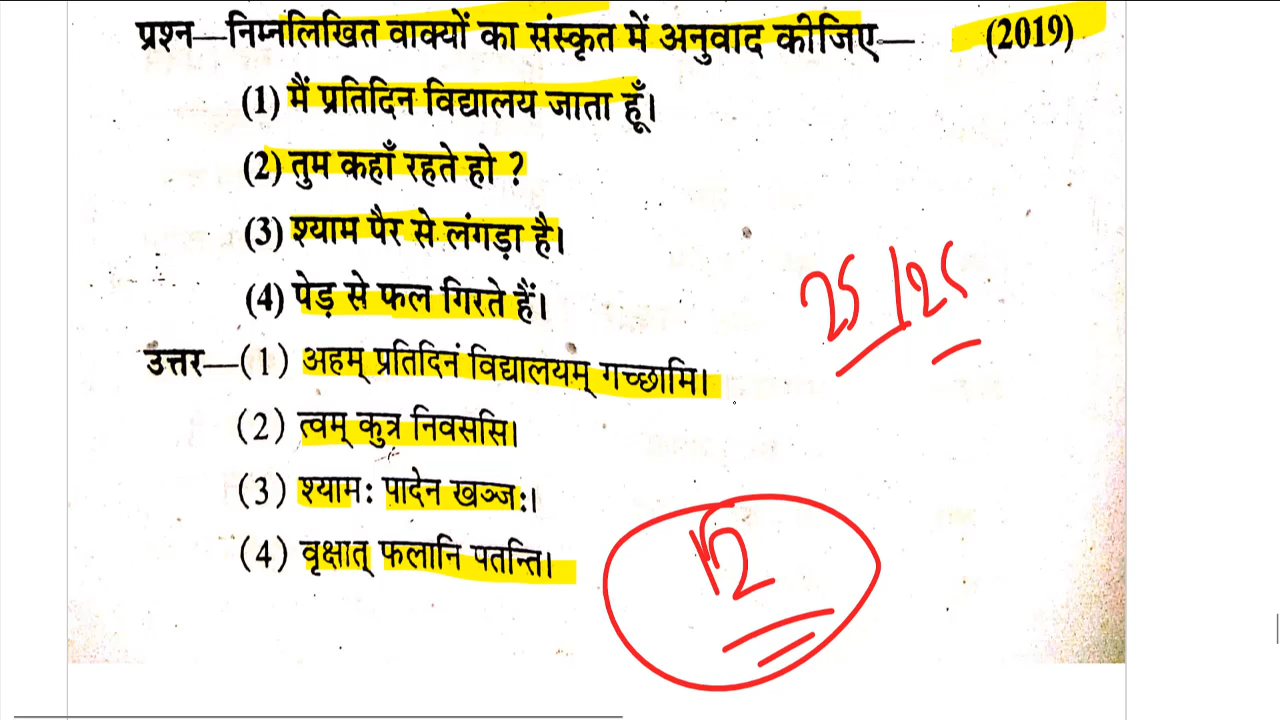 प्रश्न—निम्नलिखित वाक्यों का संस्कृत में अनुवाद कीजिए— (2019)
(1) मैं प्रतिदिन विद्यालय जाता हूँ।
(2) तुम कहाँ रहते हो ?
(3) श्याम पैर से लंगड़ा है।
(4) पेड़ से फल गिरते हैं।
25/25
उत्तर—(1) अहम् प्रतिदिनं विद्यालयम् गच्छामि।
(2) त्वम् कुत्र निवससि।
(3) श्यामः पादेन खञ्जः।
(4) वृक्षात् फलानि पतन्ति।
12